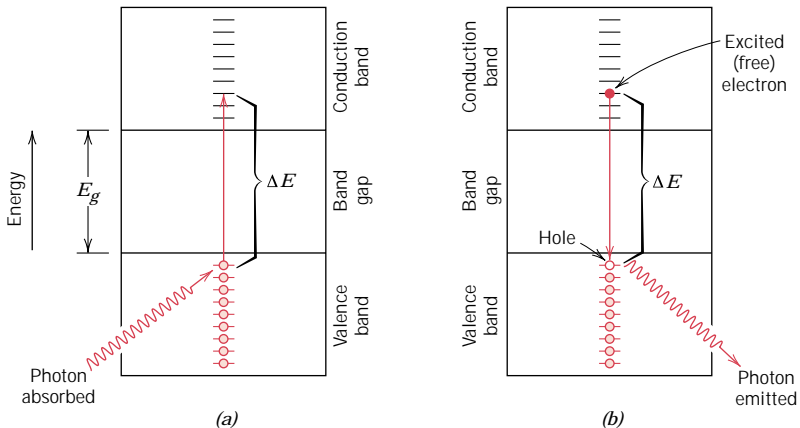 Energy
E_g
Conduction
band
Band
gap
Valence
band
ΔE
Photon
absorbed
(a)
Conduction
band
Band
gap
Valence
band
Excited
(free)
electron
ΔE
Hole
Photon
emitted
(b)